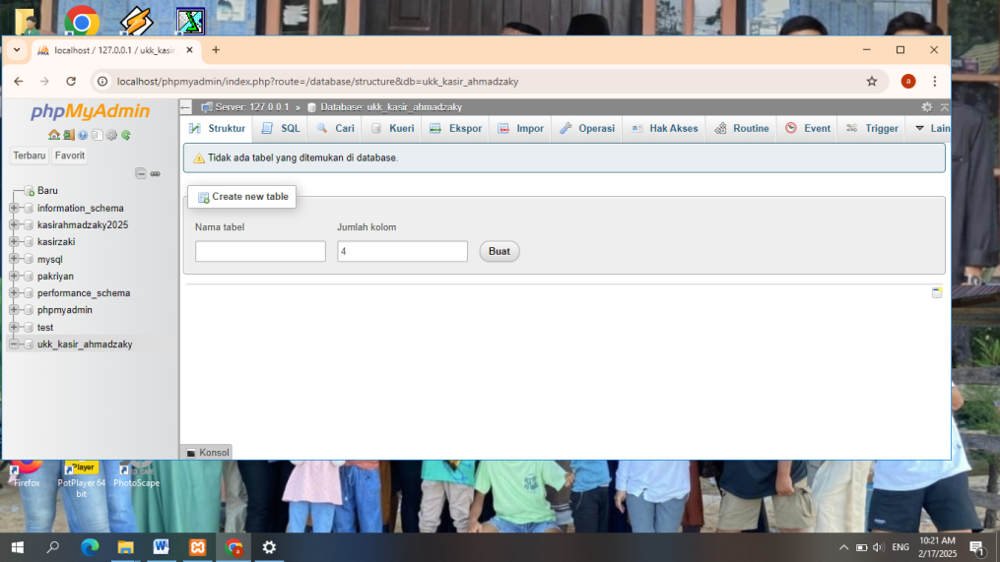 localhost / 127.0.0.1 / ukk_kasir
localhost/phpmyadmin/index.php?route=/database/structure&db=ukk_kasir_ahmadzaky
a
phpMyAdmin
Terbaru Favorit
Baru
information_schema
kasirahmadzaky2025
kasirzaki
mysql
pakriyan
performance_schema
phpmyadmin
test
ukk_kasir_ahmadzaky
Server: 127.0.0.1 » Database: ukk_kasir_ahmadzaky
Struktur SQL Cari Kueri Ekspor Impor Operasi Hak Akses Routine Event Trigger Lain
Tidak ada tabel yang ditemukan di database.
Create new table
Nama tabel Jumlah kolom
4 Buat
Konsol
Firefox
Player
PotPlayer 64 bit
PhotoScape
ENG
10:21 AM
2/17/2025
1